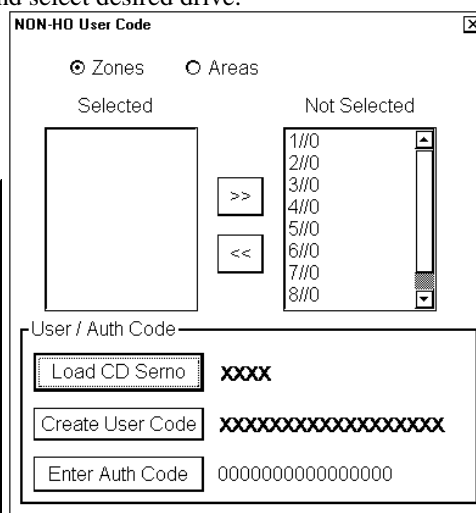 nd select desired drive.
NON-HO User Code
Zones Areas
Selected Not Selected
1//0
2//0
3//0
>>
4//0
5//0
<<
6//0
7//0
8//0
User / Auth Code
Load CD Serno XXXX
Create User Code XXXXXXXXXXXXXXXXXX
Enter Auth Code 0000000000000000